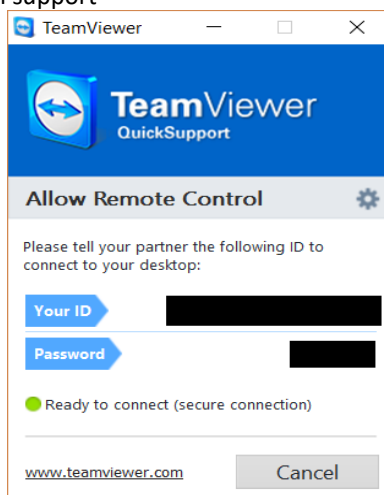 support
TeamViewer
TeamViewer
QuickSupport
Allow Remote Control
Please tell your partner the following ID to
connect to your desktop:
Your ID
Password
Ready to connect (secure connection)
www.teamviewer.com
Cancel